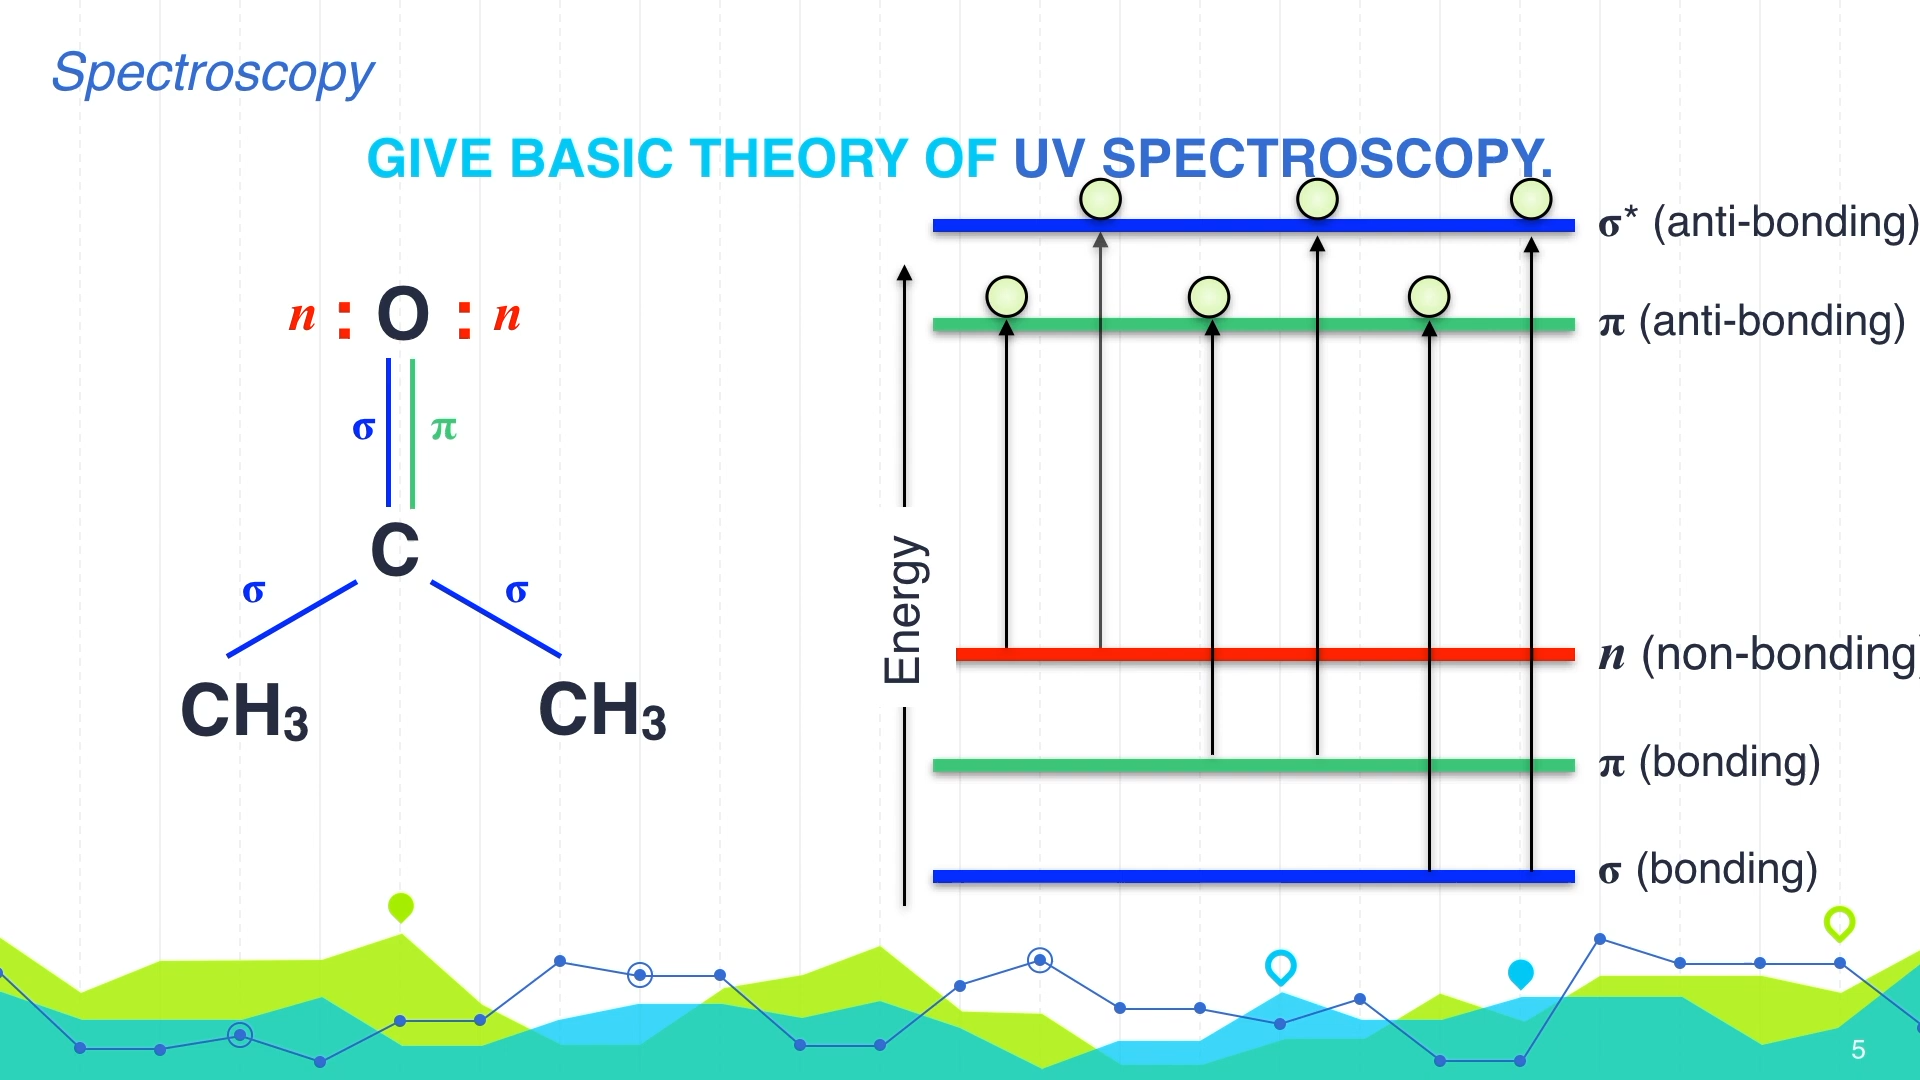 Spectroscopy
GIVE BASIC THEORY OF UV SPECTROSCOPY.
n : O : n
σ π
C
σ σ
CH₃ CH₃
Energy
σ* (anti-bonding)
π (anti-bonding)
n (non-bonding)
π (bonding)
σ (bonding)
5